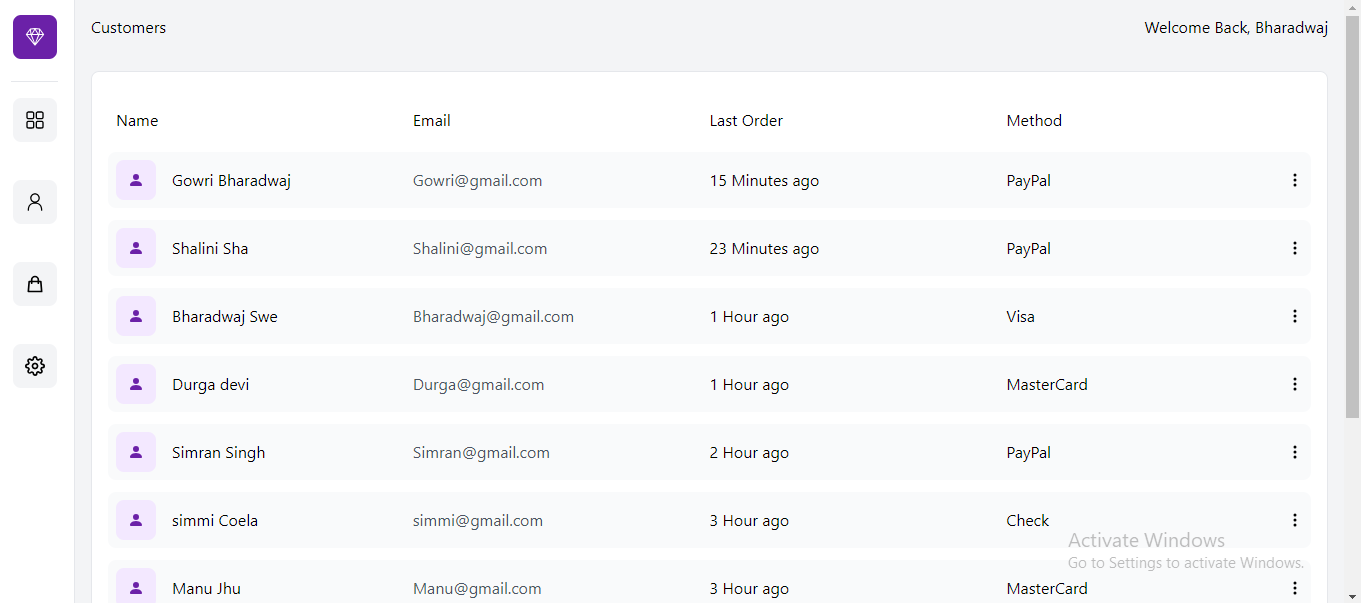 Customers Welcome Back, Bharadwaj
Name Email Last Order Method
Gowri Bharadwaj Gowri@gmail.com 15 Minutes ago PayPal
Shalini Sha Shalini@gmail.com 23 Minutes ago PayPal
Bharadwaj Swe Bharadwaj@gmail.com 1 Hour ago Visa
Durga devi Durga@gmail.com 1 Hour ago MasterCard
Simran Singh Simran@gmail.com 2 Hour ago PayPal
simmi Coela simmi@gmail.com 3 Hour ago Check
Activate Windows
Go to Settings to activate Windows.
Manu Jhu Manu@gmail.com 3 Hour ago MasterCard